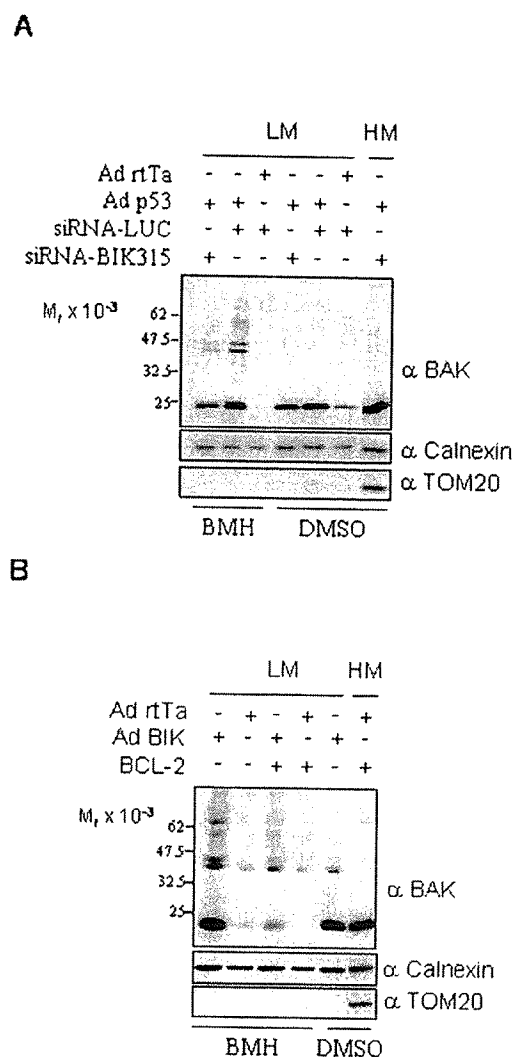 A
LM HM
Ad rtTa - - + - - + -
Ad p53 + + - + + - +
siRNA-LUC - + + - + + -
siRNA-BIK315 + - - + - - +
Mr x 10-3
62
47.5
32.5
25
α BAK
α Calnexin
α TOM20
BMH DMSO
B
LM HM
Ad rtTa - + - + - +
Ad BIK + - + - + -
BCL-2 - - + + - +
Mr x 10-3
62
47.5
32.5
25
α BAK
α Calnexin
α TOM20
BMH DMSO